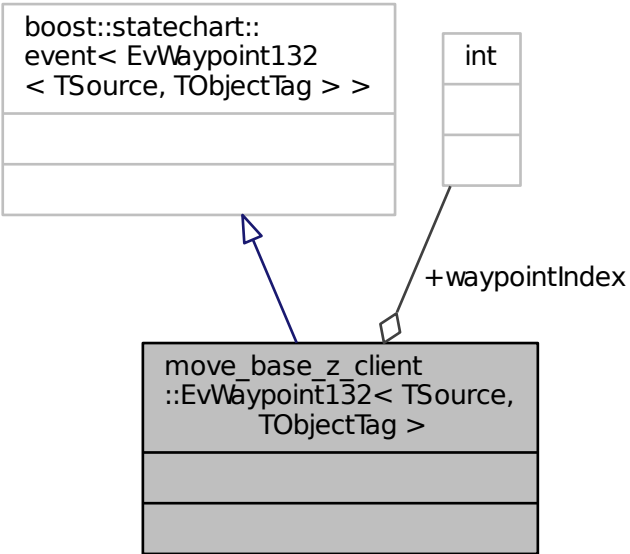 boost::statechart::
event< EvWaypoint132
< TSource, TObjectTag > >
int
+waypointIndex
move_base_z_client
::EvWaypoint132< TSource,
TObjectTag >